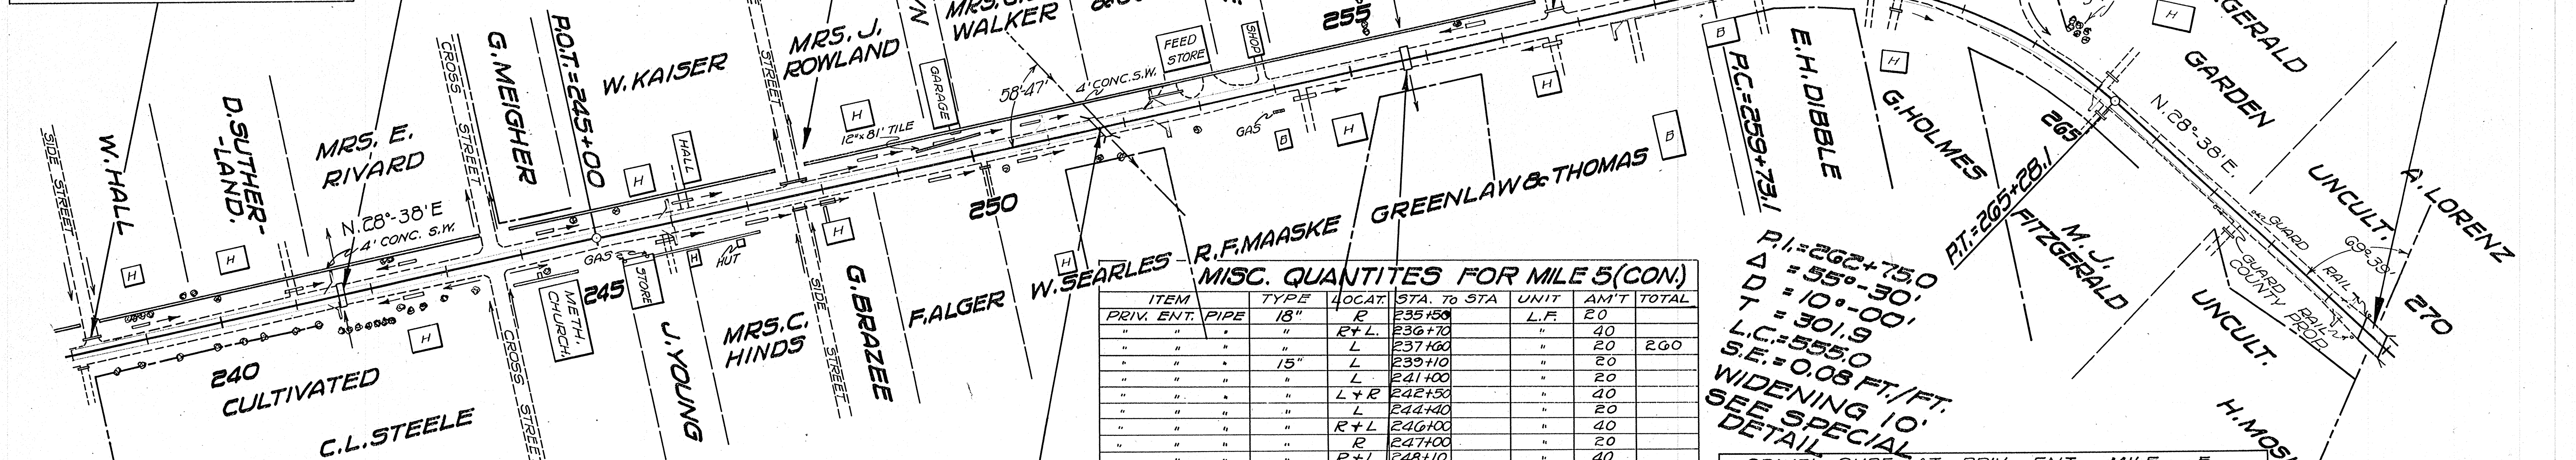 SIDE STREET
W. HALL
D. SUTHER-
-LAND.
MRS. E.
RIVARD
N. 28°-38' E
4' CONC. S.W.
CROSS STREET
G. MEIGHER
P.O.T. = 245+00
W. KAISER
HALL
STREET
MRS. J.
ROWLAND
12" x 81' TILE
GARAGE
WALKER
58°-47'
4' CONC. S.W.
FEED
STORE
SHOP
255
GAS
H
B
P.C. = 259+73.1
E. H. DIBBLE
G. HOLMES
265
P.T. = 265+28.1
M. J.
FITZGERALD
GARDEN
N. 28°-38' E.
UNCULT.
A. LORENZ
GUARD RAIL
69°-39'
GUARD RAIL
COUNTY PROP.
270
UNCULT.
240
CULTIVATED
C. L. STEELE
METH.
CHURCH.
CROSS STREET
245
GAS
STORE
H
HUT
J. YOUNG
MRS. C.
HINDS
SIDE STREET
G. BRAZEE
F. ALGER
250
W. SEARLES
R. F. MAASKE
GREENLAW & THOMAS
P.I. = 262+75.0
Δ = 55°-30'
D = 10°-00'
T = 301.9
L.C. = 555.0
S.E. = 0.08 FT./FT.
WIDENING 10'
SEE SPECIAL
DETAIL
MISC. QUANTITES FOR MILE 5 (CON.)
ITEM TYPE LOCAT. STA. To STA UNIT AM'T TOTAL
PRIV. ENT. PIPE 18" R 235+50 L.F. 20
" " " " R+L. 236+70 " 40
" " " " L 237+60 " 20 260
" " " 15" L 239+10 " 20
" " " " L 241+00 " 20
" " " " L+R 242+50 " 40
" " " " L 244+40 " 20
" " " " R+L 246+00 " 40
" " " " R 247+00 " 20
R+L 248+10 40